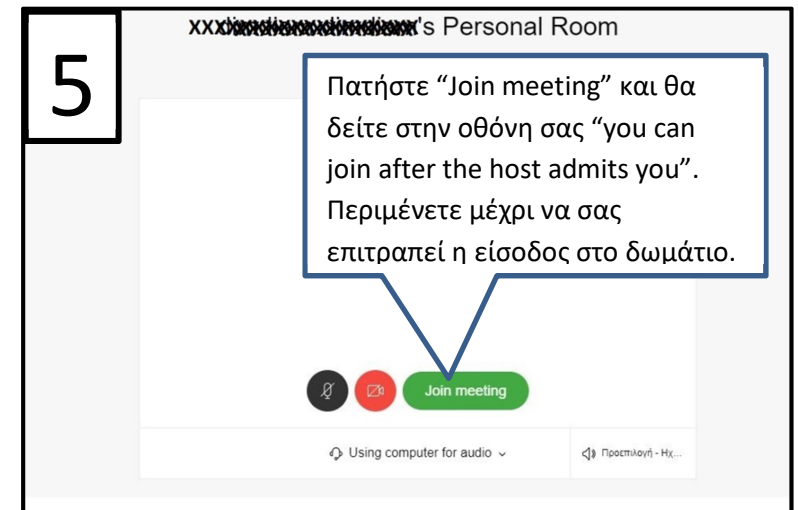 's Personal Room
5
Πατήστε “Join meeting” και θα
δείτε στην οθόνη σας “you can
join after the host admits you”.
Περιμένετε μέχρι να σας
επιτραπεί η είσοδος στο δωμάτιο.
Join meeting
Using computer for audio
Προεπιλογή - Ηχ...